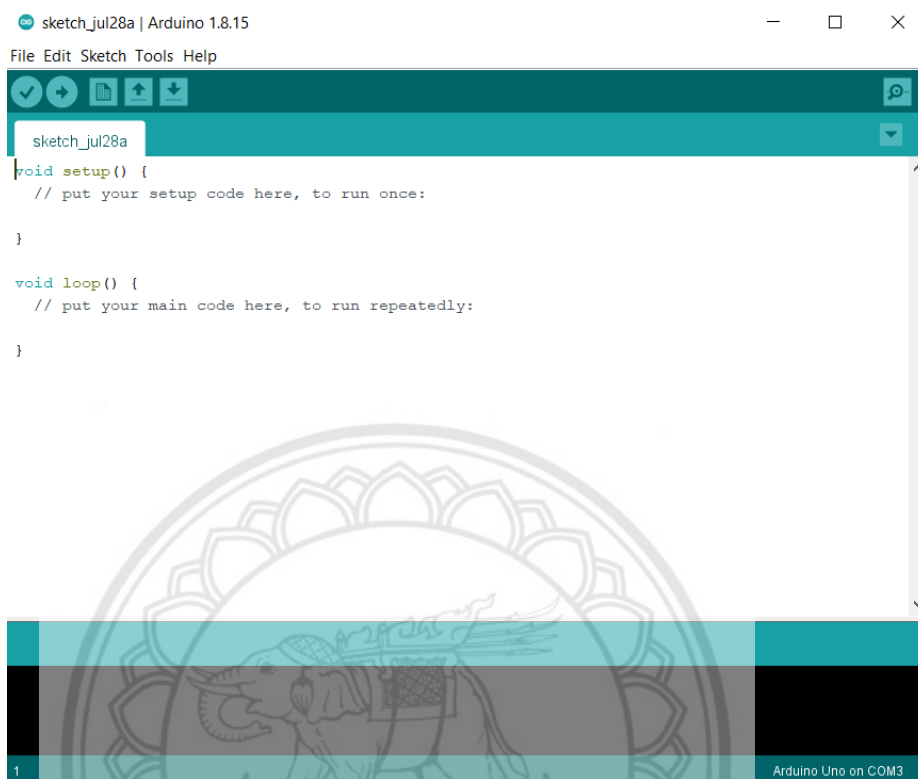 sketch_jul28a | Arduino 1.8.15
File Edit Sketch Tools Help
sketch_jul28a
void setup() {
  // put your setup code here, to run once:
}
void loop() {
  // put your main code here, to run repeatedly:
}
1
Arduino Uno on COM3